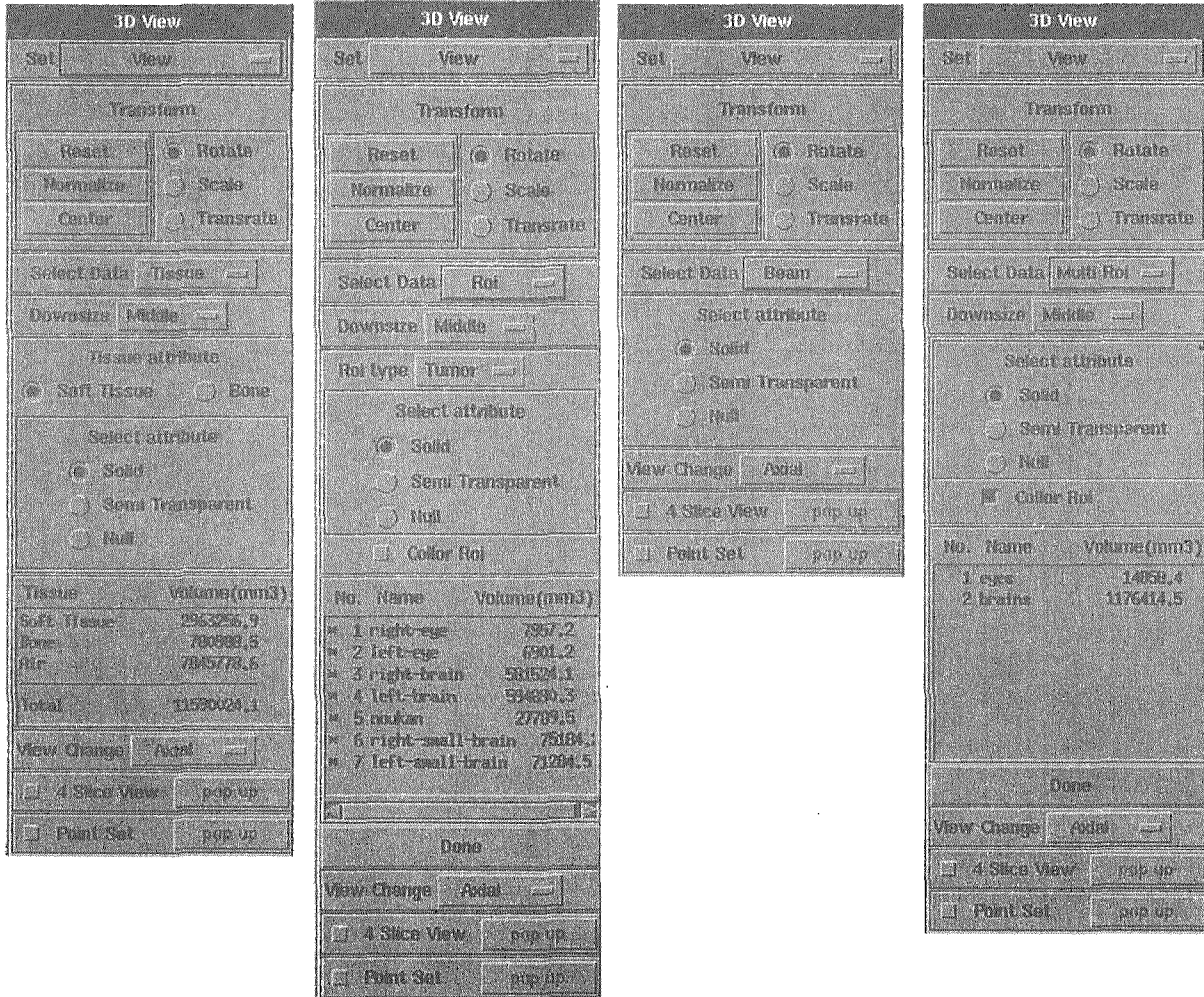 3D View
Set View
Transform
Reset Rotate
Normalize Scale
Center Transrate
Select Data Tissue
Downsize Middle
Tissue attribute
Soft Tissue Bone
Select attribute
Solid
Semi Transparent
Null
Tissue Volume(mm3)
Soft Tissue
Bone
Air
Total
View Change Axial
4 Slice View pop up
Point Set pop up
3D View
Set View
Transform
Reset Rotate
Normalize Scale
Center Transrate
Select Data Roi
Downsize Middle
Roi type Tumor
Select attribute
Solid
Semi Transparent
Null
Collor Roi
No. Name Volume(mm3)
1 right-eye 7957.2
2 left-eye 6901.2
3 right-brain
4 left-brain
5 noukan 27709.5
6 right-small-brain
7 left-small-brain 71204.5
Done
View Change Axial
4 Slice View pop up
Point Set pop up
3D View
Set View
Transform
Reset Rotate
Normalize Scale
Center Transrate
Select Data Beam
Select attribute
Solid
Semi Transparent
Null
View Change Axial
4 Slice View pop up
Point Set pop up
3D View
Set View
Transform
Reset Rotate
Normalize Scale
Center Transrate
Select Data Multi Roi
Downsize Middle
Select attribute
Solid
Semi Transparent
Null
Collor Roi
No. Name Volume(mm3)
1 eyes
2 brains 1176414.5
Done
View Change Axial
4 Slice View pop up
Point Set pop up